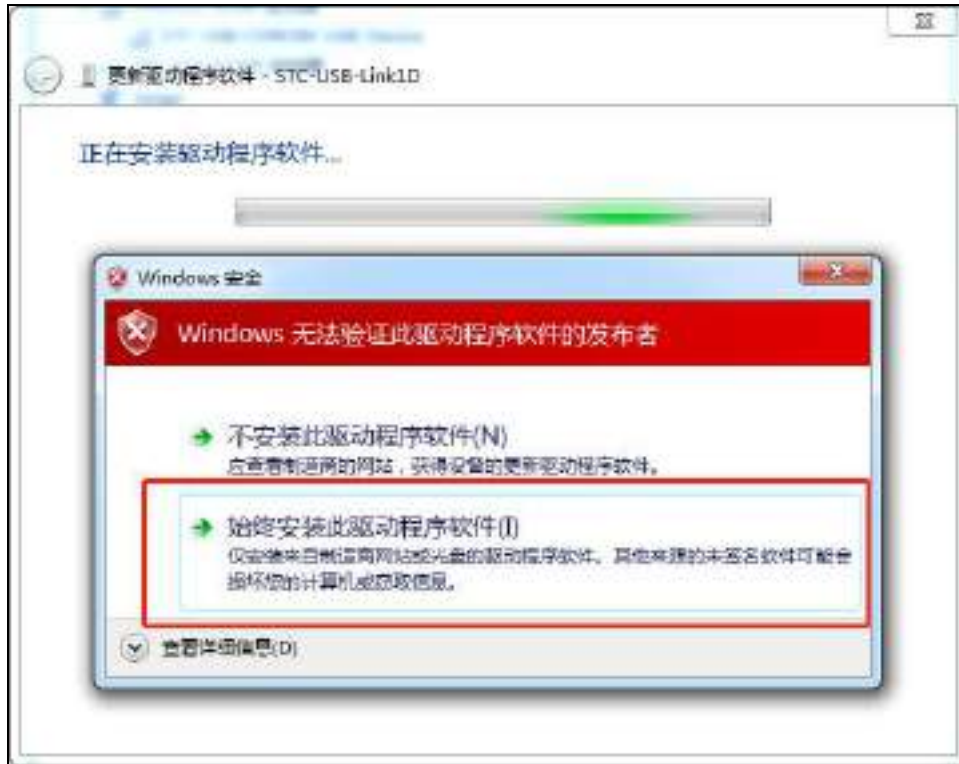 更新驱动程序软件 - STC-USB-Link1D
正在安装驱动程序软件...
Windows 安全
Windows 无法验证此驱动程序软件的发布者
不安装此驱动程序软件(N)
应查看制造商的网站，获得设备的更新驱动程序软件。
始终安装此驱动程序软件(I)
仅安装来自制造商网站或光盘的驱动程序软件。其他来源的未签名软件可能会
损坏您的计算机或窃取信息。
查看详细信息(D)